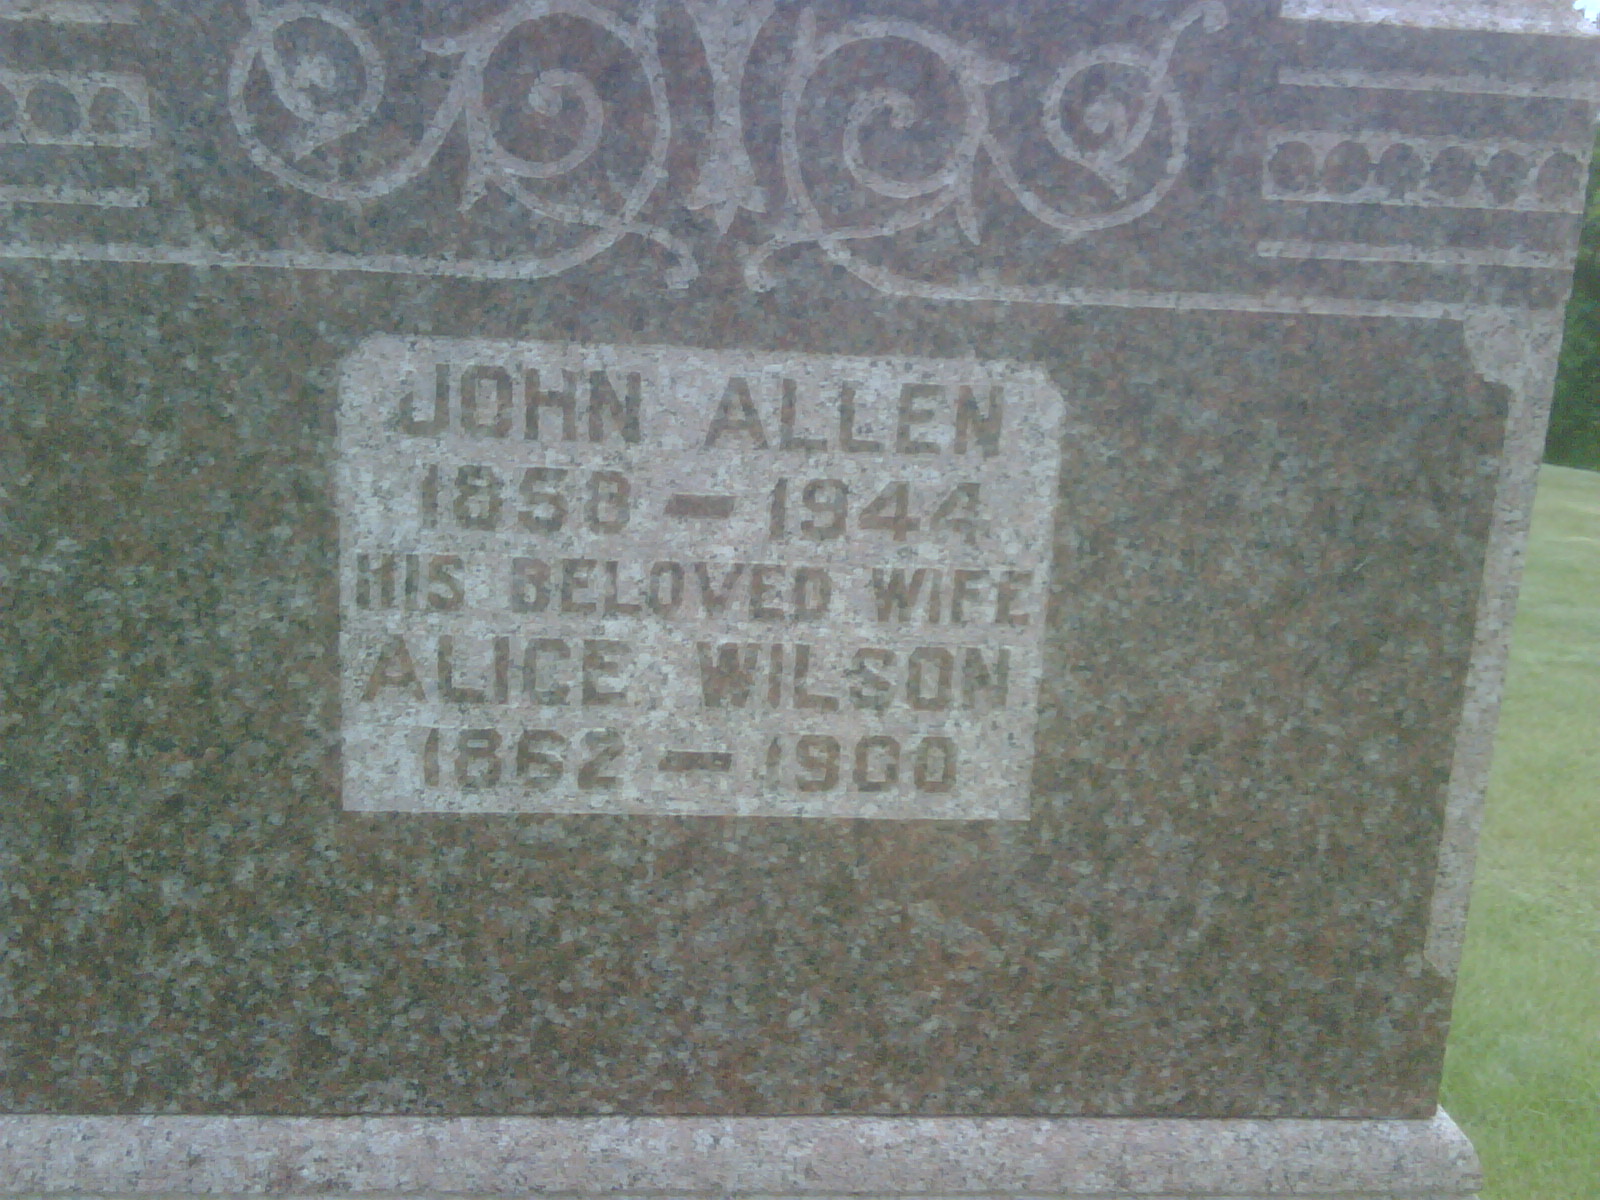 JOHN ALLEN
1858 – 1944
HIS BELOVED WIFE
ALICE WILSON
1862 – 1900